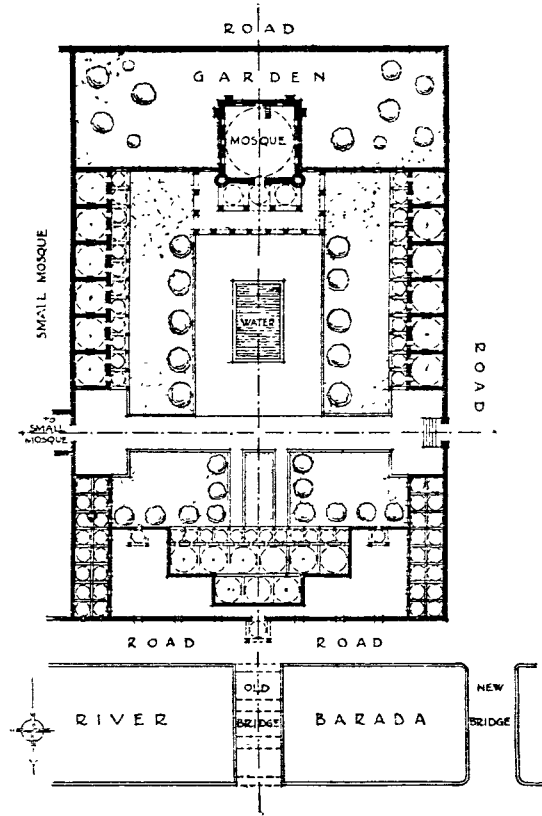 ROAD
GARDEN
MOSQUE
SMALL MOSQUE
WATER
ROAD
TO
SMALL
MOSQUE
ROAD
ROAD
OLD
BRIDGE
RIVER
BARADA
NEW
BRIDGE